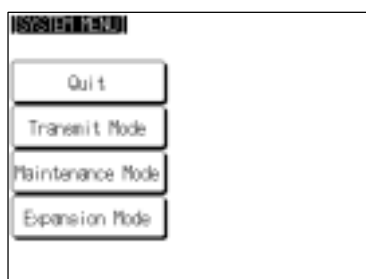 [SYSTEM MENU]
Quit
Transmit Mode
Maintenance Mode
Expansion Mode